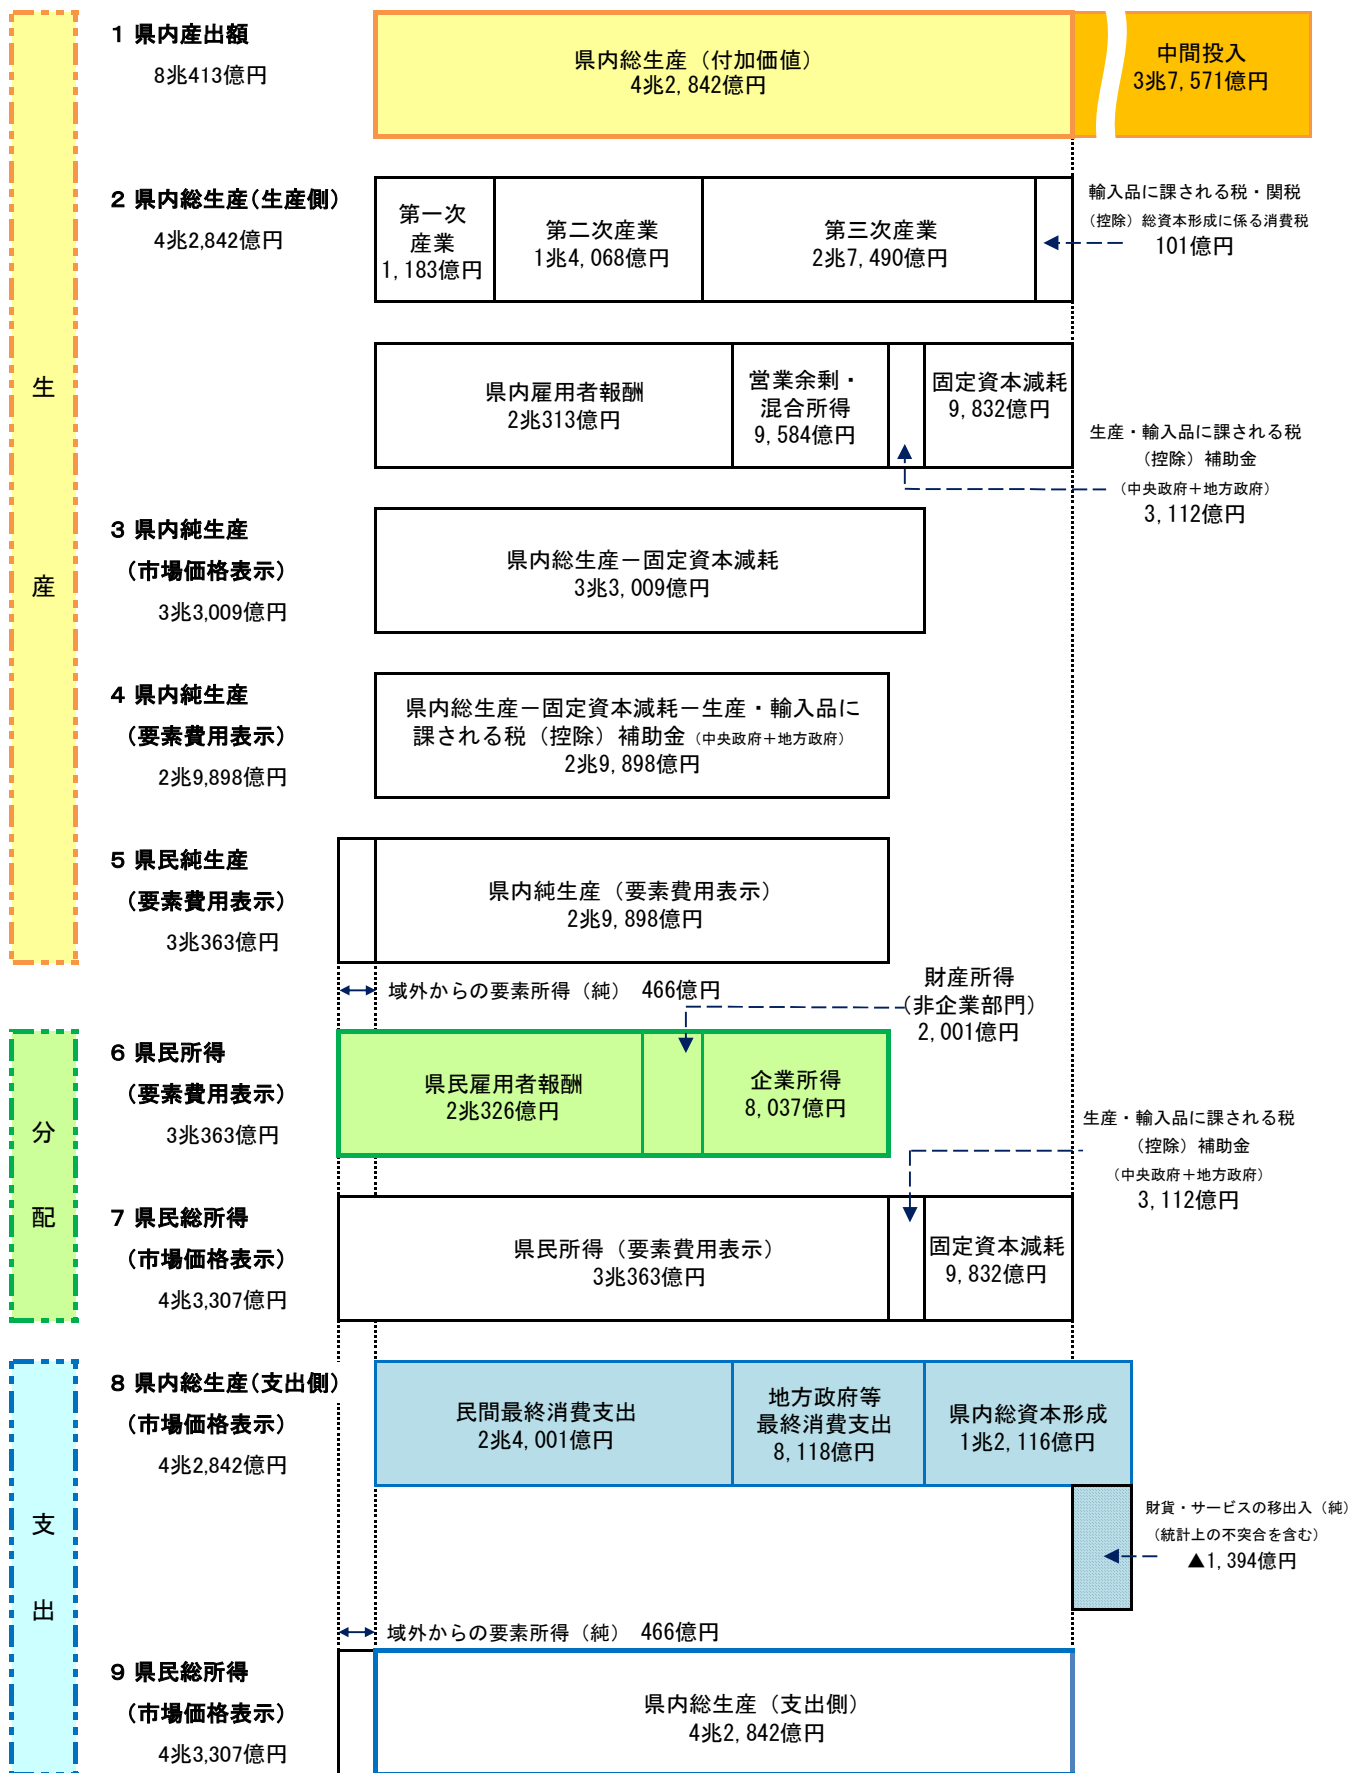 1 県内産出額
8兆413億円
県内総生産（付加価値）
4兆2,842億円
中間投入
3兆7,571億円
2 県内総生産(生産側)
4兆2,842億円
第一次
産業
1,183億円
第二次産業
1兆4,068億円
第三次産業
2兆7,490億円
輸入品に課される税・関税
（控除）総資本形成に係る消費税
101億円
県内雇用者報酬
2兆313億円
営業余剰・
混合所得
9,584億円
固定資本減耗
9,832億円
生産・輸入品に課される税
（控除）補助金
（中央政府＋地方政府）
3,112億円
生
産
3 県内純生産
（市場価格表示）
3兆3,009億円
県内総生産－固定資本減耗
3兆3,009億円
4 県内純生産
（要素費用表示）
2兆9,898億円
県内総生産－固定資本減耗－生産・輸入品に
課される税（控除）補助金（中央政府＋地方政府）
2兆9,898億円
5 県民純生産
（要素費用表示）
3兆363億円
県内純生産（要素費用表示）
2兆9,898億円
域外からの要素所得（純） 466億円
財産所得
（非企業部門）
2,001億円
6 県民所得
（要素費用表示）
3兆363億円
県民雇用者報酬
2兆326億円
企業所得
8,037億円
分
配
生産・輸入品に課される税
（控除）補助金
（中央政府＋地方政府）
3,112億円
7 県民総所得
（市場価格表示）
4兆3,307億円
県民所得（要素費用表示）
3兆363億円
固定資本減耗
9,832億円
8 県内総生産(支出側)
（市場価格表示）
4兆2,842億円
民間最終消費支出
2兆4,001億円
地方政府等
最終消費支出
8,118億円
県内総資本形成
1兆2,116億円
財貨・サービスの移出入（純）
（統計上の不突合を含む）
▲1,394億円
支
出
域外からの要素所得（純） 466億円
9 県民総所得
（市場価格表示）
4兆3,307億円
県内総生産（支出側）
4兆2,842億円